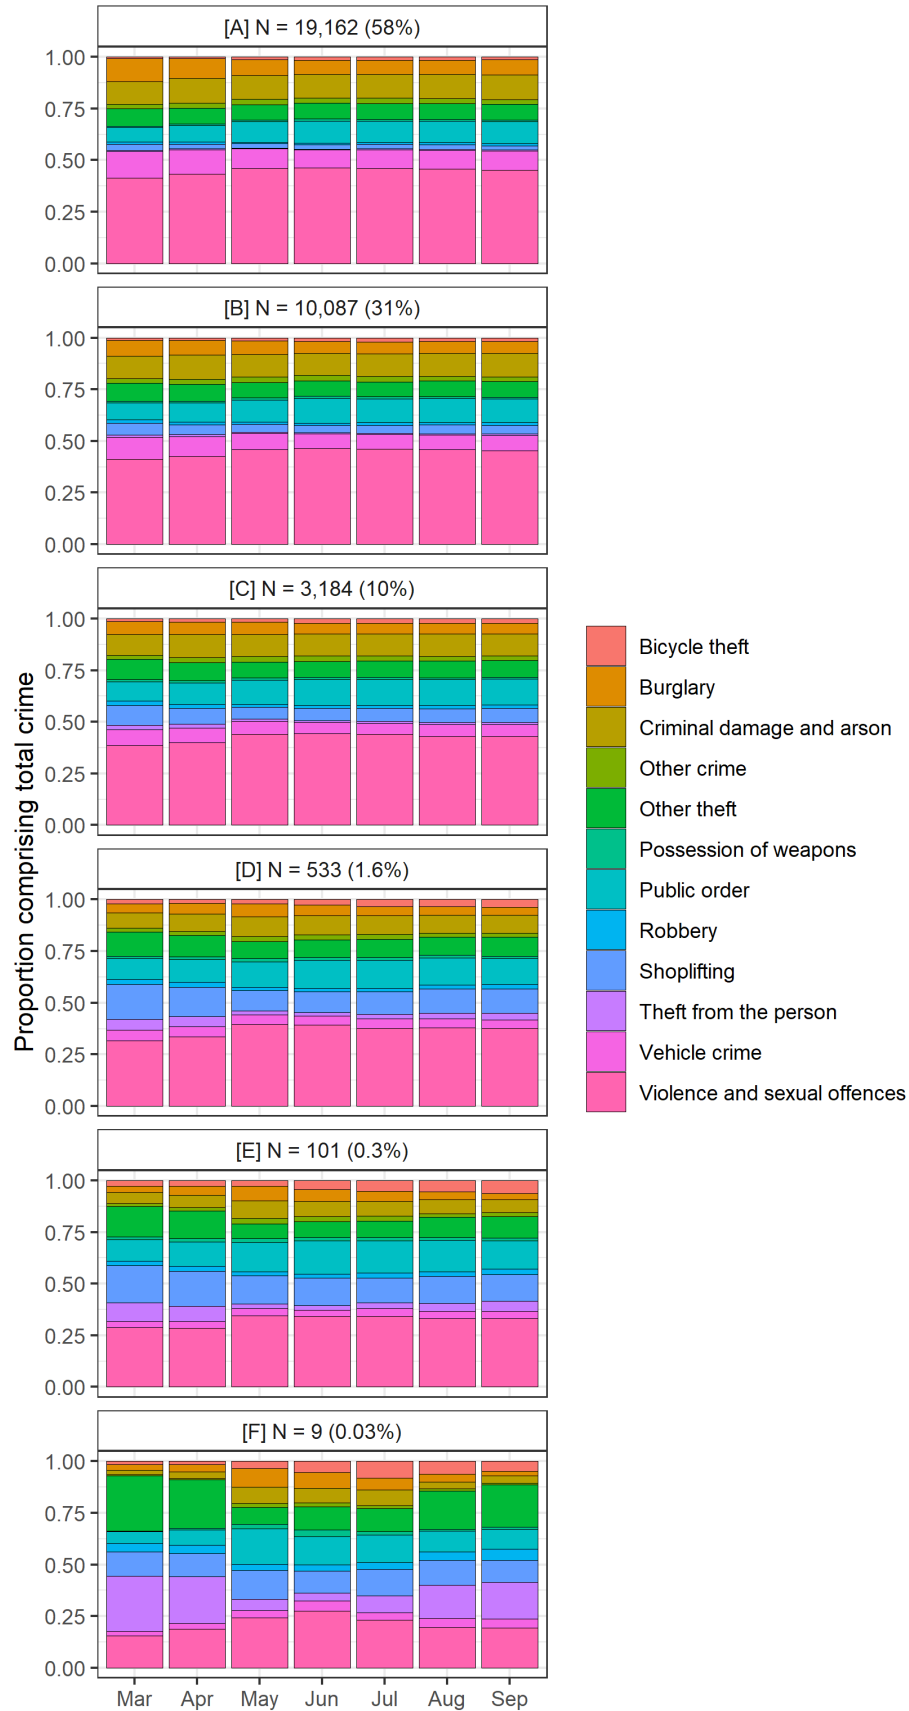 [A] N = 19,162 (58%)
1.00
0.75
0.50
0.25
0.00
[B] N = 10,087 (31%)
1.00
0.75
0.50
0.25
0.00
[C] N = 3,184 (10%)
1.00
0.75
0.50
0.25
0.00
[D] N = 533 (1.6%)
1.00
0.75
0.50
0.25
0.00
[E] N = 101 (0.3%)
1.00
0.75
0.50
0.25
0.00
[F] N = 9 (0.03%)
1.00
0.75
0.50
0.25
0.00
Mar Apr May Jun Jul Aug Sep
Proportion comprising total crime
Bicycle theft
Burglary
Criminal damage and arson
Other crime
Other theft
Possession of weapons
Public order
Robbery
Shoplifting
Theft from the person
Vehicle crime
Violence and sexual offences